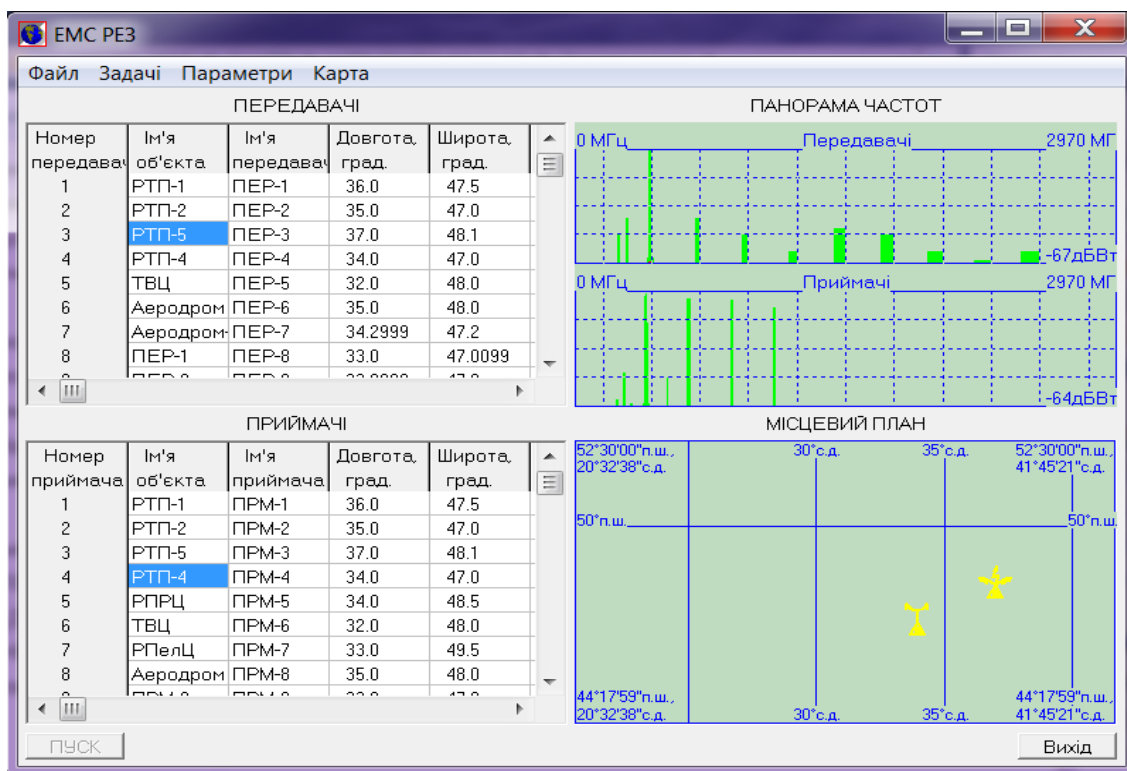 ЕМС РЕЗ
Файл Задачі Параметри Карта
ПЕРЕДАВАЧІ
Номер передавач Ім'я об'єкта Ім'я передавач Довгота, град. Широта, град.
1 РТП-1 ПЕР-1 36.0 47.5
2 РТП-2 ПЕР-2 35.0 47.0
3 РТП-5 ПЕР-3 37.0 48.1
4 РТП-4 ПЕР-4 34.0 47.0
5 ТВЦ ПЕР-5 32.0 48.0
6 Аеродром ПЕР-6 35.0 48.0
7 Аеродром- ПЕР-7 34.2999 47.2
8 ПЕР-1 ПЕР-8 33.0 47.0099
ПАНОРАМА ЧАСТОТ
0 МГц Передавачі 2970 МГ
-67дБВт
0 МГц Приймачі 2970 МГ
-64дБВт
ПРИЙМАЧІ
Номер приймача Ім'я об'єкта Ім'я приймача Довгота, град. Широта, град.
1 РТП-1 ПРМ-1 36.0 47.5
2 РТП-2 ПРМ-2 35.0 47.0
3 РТП-5 ПРМ-3 37.0 48.1
4 РТП-4 ПРМ-4 34.0 47.0
5 РПРЦ ПРМ-5 34.0 48.5
6 ТВЦ ПРМ-6 32.0 48.0
7 РПелЦ ПРМ-7 33.0 49.5
8 Аеродром ПРМ-8 35.0 48.0
МІСЦЕВИЙ ПЛАН
52°30'00"п.ш., 30°с.д. 35°с.д. 52°30'00"п.ш.,
20°32'38"с.д. 41°45'21"с.д.
50°п.ш. 50°п.ш
44°17'59"п.ш., 44°17'59"п.ш.,
20°32'38"с.д. 30°с.д. 35°с.д. 41°45'21"с.д.
ПУСК Вихід